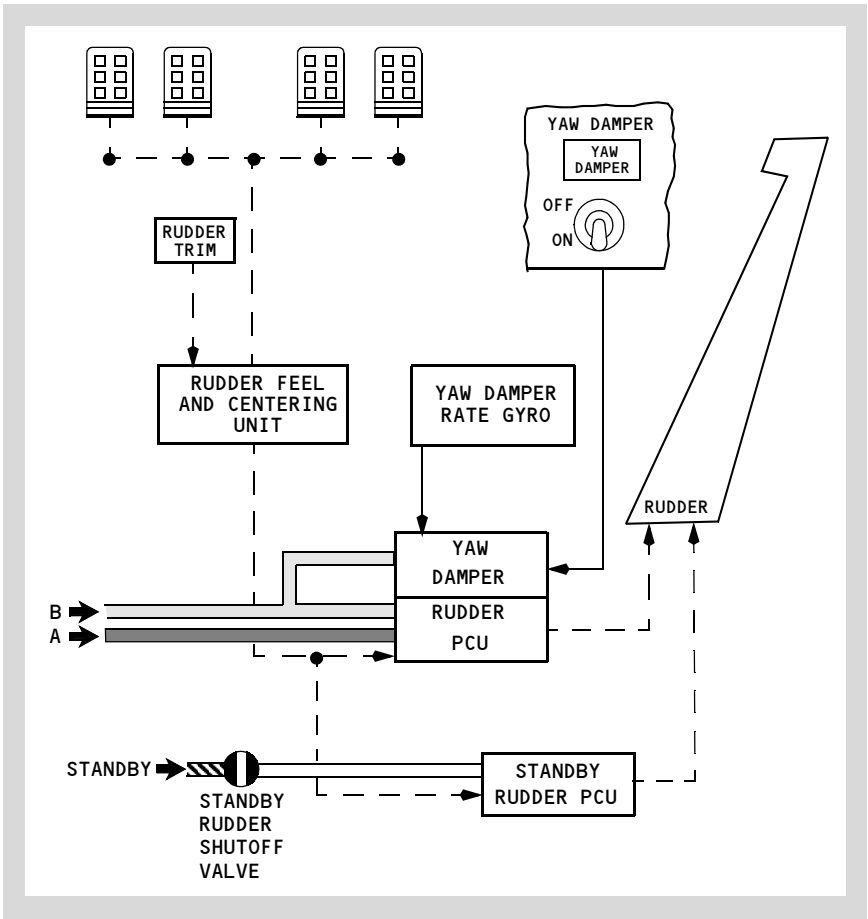 YAW DAMPER
YAW
DAMPER
OFF
ON
RUDDER
TRIM
RUDDER FEEL
AND CENTERING
UNIT
YAW DAMPER
RATE GYRO
RUDDER
YAW
DAMPER
B
RUDDER
A
PCU
STANDBY
STANDBY
RUDDER PCU
STANDBY
RUDDER
SHUTOFF
VALVE